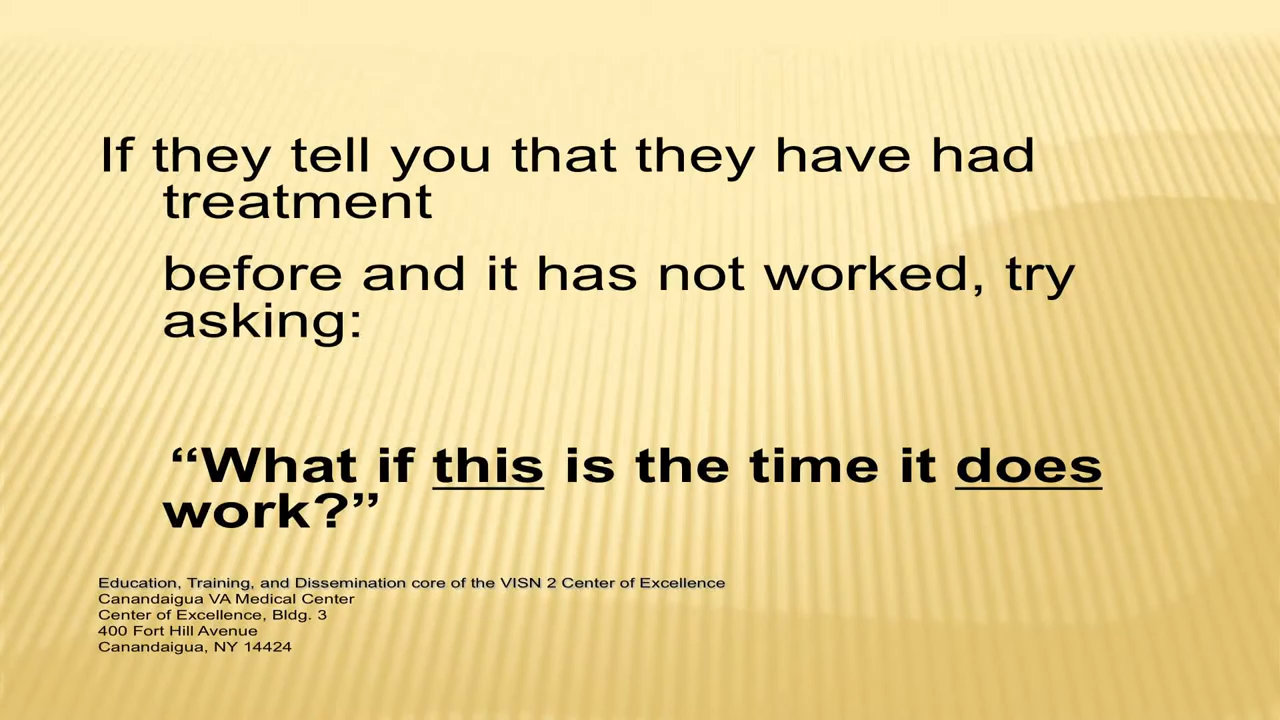 If they tell you that they have had
treatment
before and it has not worked, try
asking:
“What if this is the time it does
work?”
Education, Training, and Dissemination core of the VISN 2 Center of Excellence
Canandaigua VA Medical Center
Center of Excellence, Bldg. 3
400 Fort Hill Avenue
Canandaigua, NY 14424